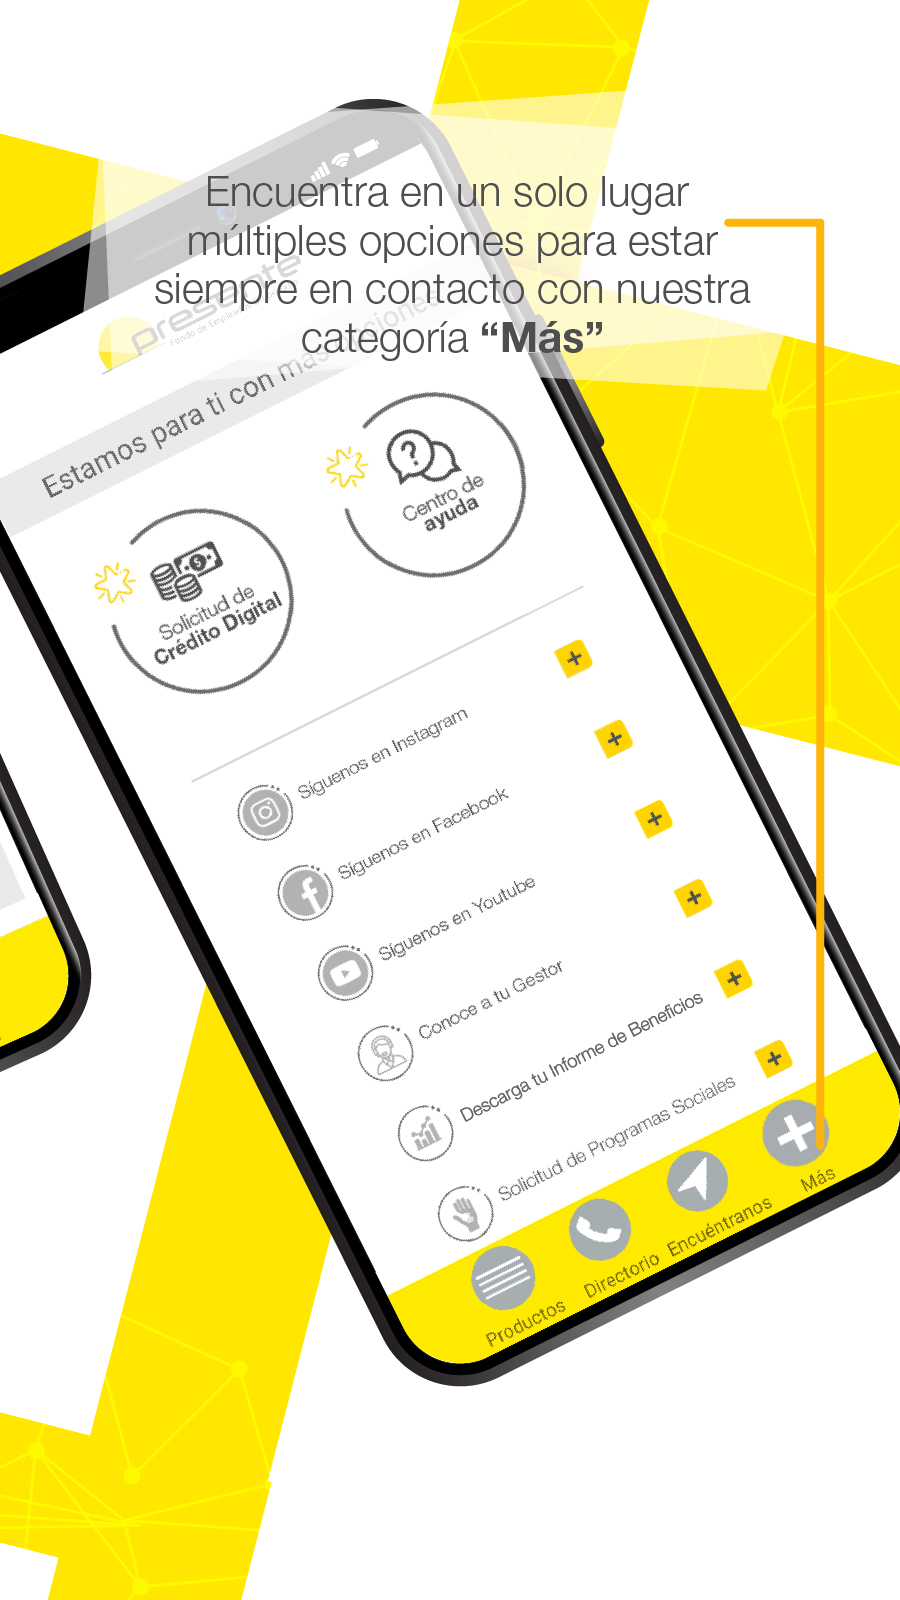 Encuentra en un solo lugar
múltiples opciones para estar
siempre en contacto con nuestra
categoría “Más”
presente
Fondo de Empleados
Estamos para ti con más opciones
Centro de
ayuda
Solicitud de
Crédito Digital
Síguenos en Instagram
Síguenos en Facebook
Síguenos en Youtube
Conoce a tu Gestor
Descarga tu Informe de Beneficios
Solicitud de Programas Sociales
Productos
Directorio
Encuéntranos
Más